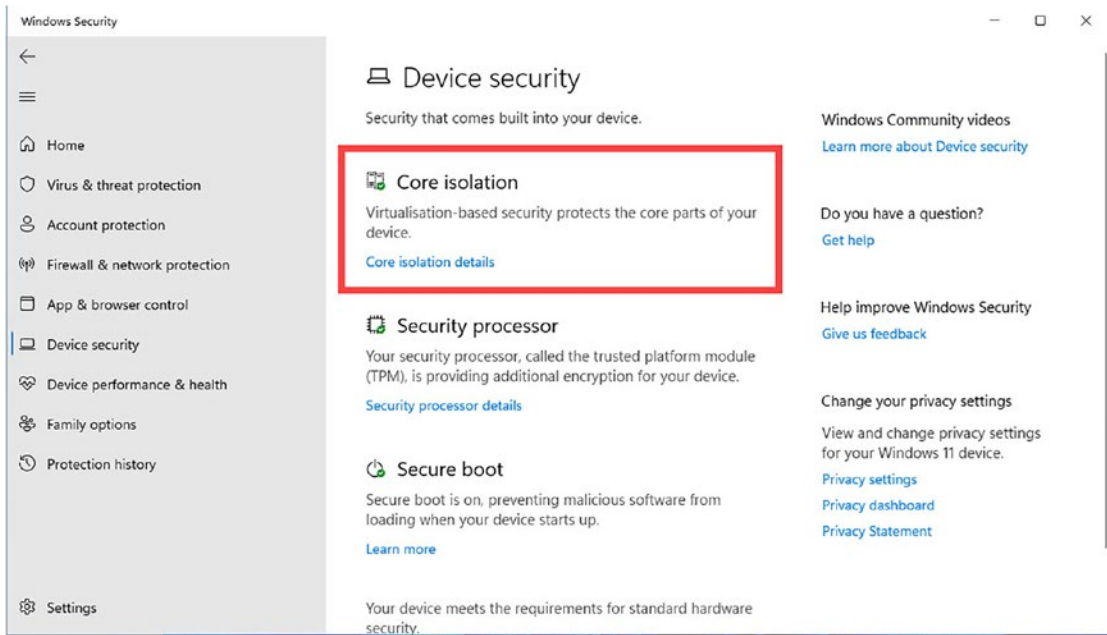 Windows Security
Home
Virus & threat protection
Account protection
Firewall & network protection
App & browser control
Device security
Device performance & health
Family options
Protection history
Settings
Device security
Security that comes built into your device.
Core isolation
Virtualisation-based security protects the core parts of your
device.
Core isolation details
Security processor
Your security processor, called the trusted platform module
(TPM), is providing additional encryption for your device.
Security processor details
Secure boot
Secure boot is on, preventing malicious software from
loading when your device starts up.
Learn more
Your device meets the requirements for standard hardware
security.
Windows Community videos
Learn more about Device security
Do you have a question?
Get help
Help improve Windows Security
Give us feedback
Change your privacy settings
View and change privacy settings
for your Windows 11 device.
Privacy settings
Privacy dashboard
Privacy Statement